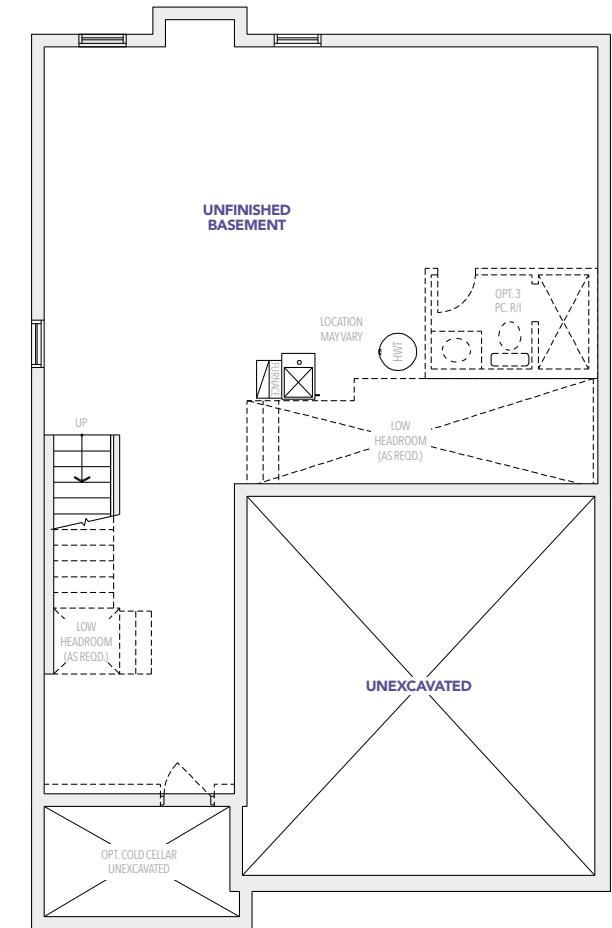 UNFINISHED
BASEMENT
OPT. 3
PC. R/I
LOCATION
MAY VARY
HWT
FURNACE
UP
LOW
HEADROOM
(AS REQD.)
LOW
HEADROOM
(AS REQD.)
UNEXCAVATED
OPT. COLD CELLAR
UNEXCAVATED